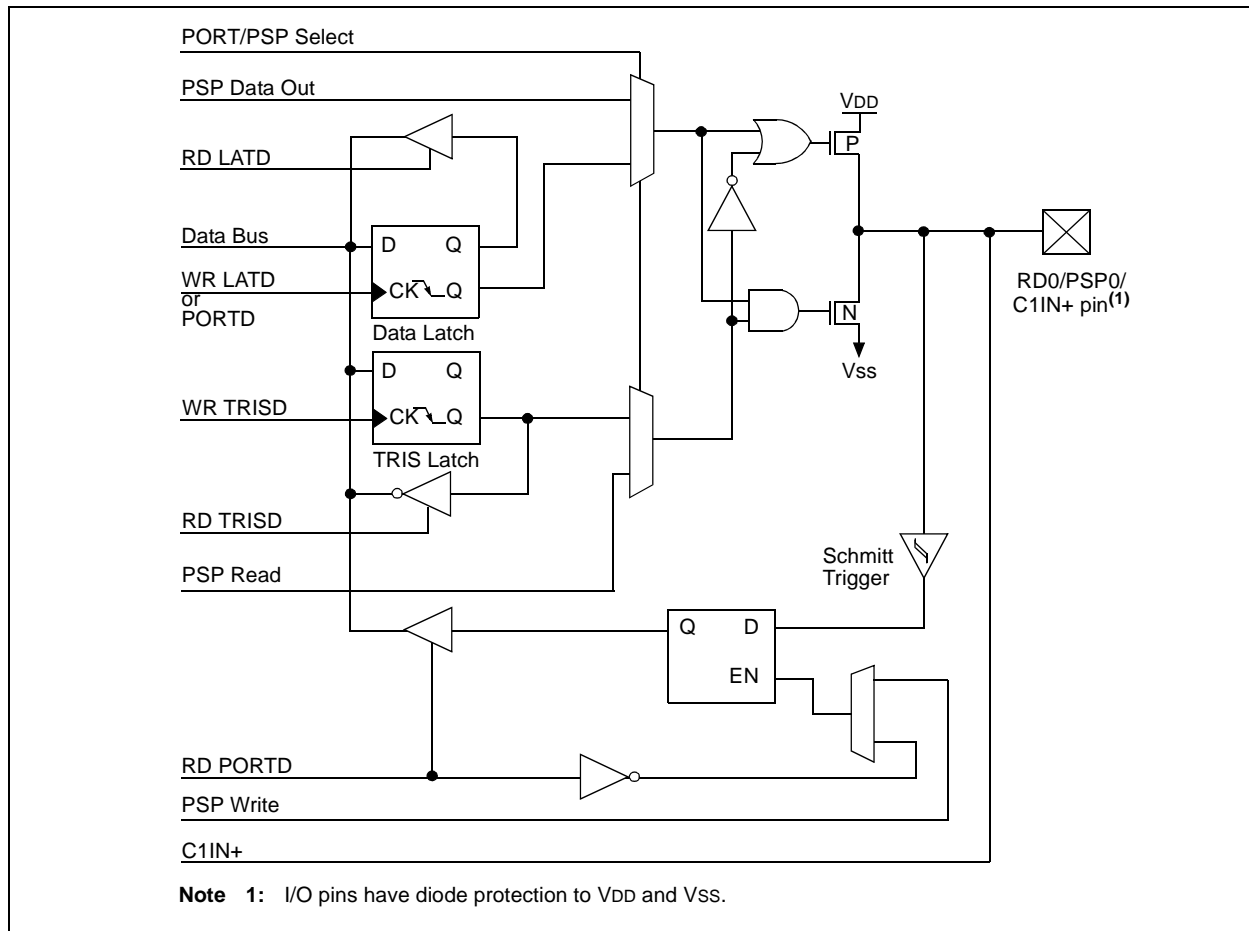 PORT/PSP Select
PSP Data Out
VDD
RD LATD
P
Data Bus
D Q
WR LATD
or
PORTD
CK Q
Data Latch
RD0/PSP0/
C1IN+ pin(1)
N
Vss
D Q
WR TRISD
CK Q
TRIS Latch
RD TRISD
PSP Read
Schmitt
Trigger
Q D
EN
RD PORTD
PSP Write
C1IN+
Note 1: I/O pins have diode protection to VDD and VSS.